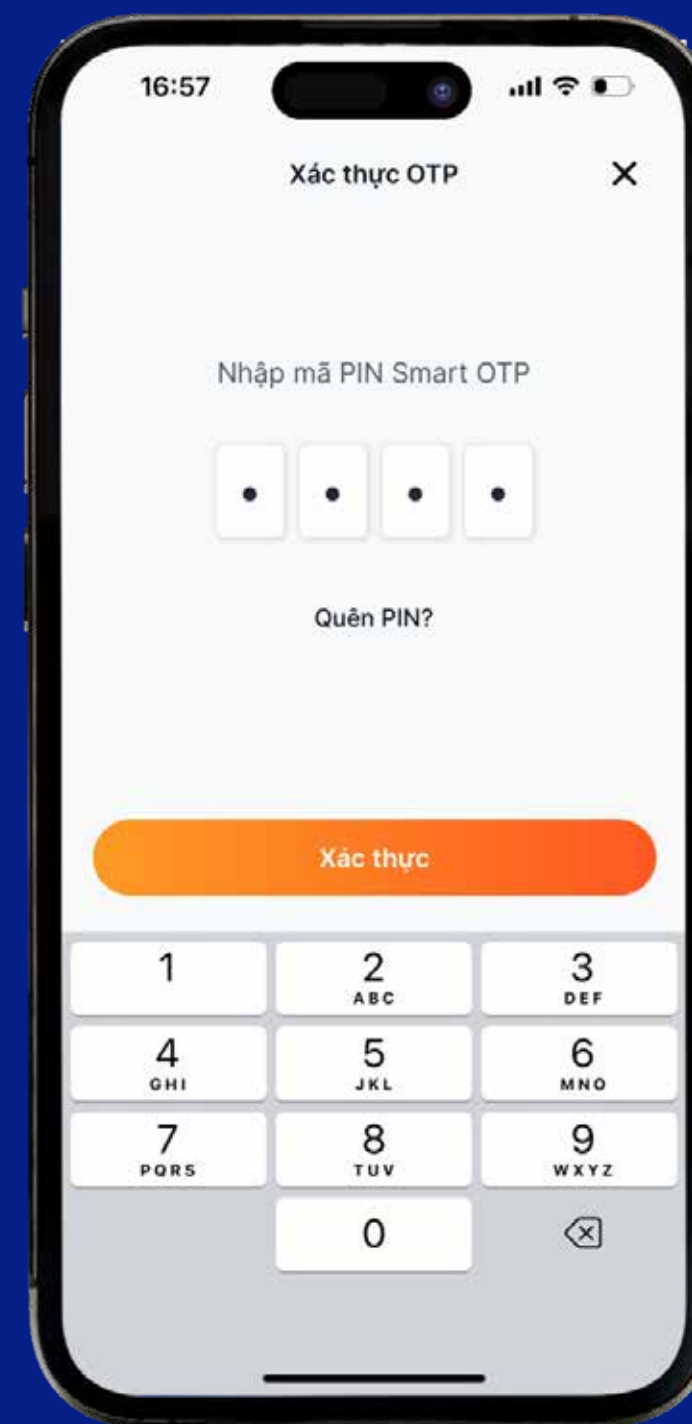 16:57
Xác thực OTP
Nhập mã PIN Smart OTP
Quên PIN?
Xác thực
1 2 3
ABC DEF
4 5 6
GHI JKL MNO
7 8 9
PQRS TUV WXYZ
0